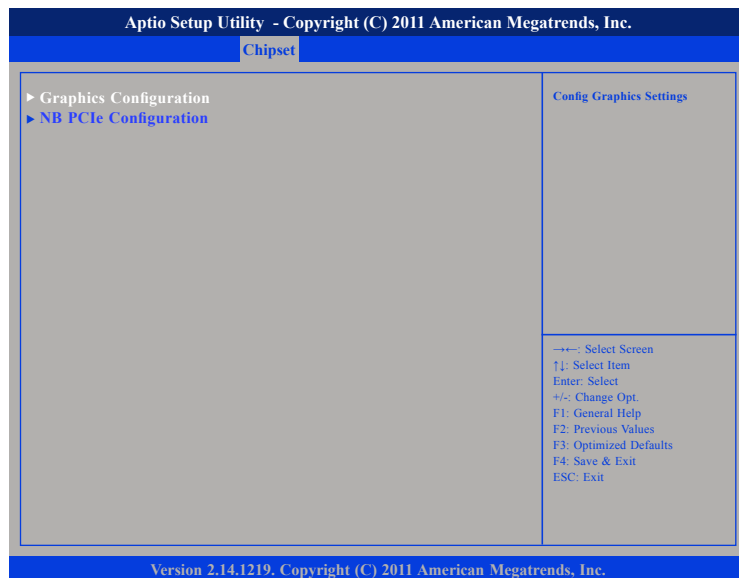 Aptio Setup Utility - Copyright (C) 2011 American Megatrends, Inc.
Chipset
▶ Graphics Configuration
▶ NB PCIe Configuration
Config Graphics Settings
→←: Select Screen
↑↓: Select Item
Enter: Select
+/-: Change Opt.
F1: General Help
F2: Previous Values
F3: Optimized Defaults
F4: Save & Exit
ESC: Exit
Version 2.14.1219. Copyright (C) 2011 American Megatrends, Inc.